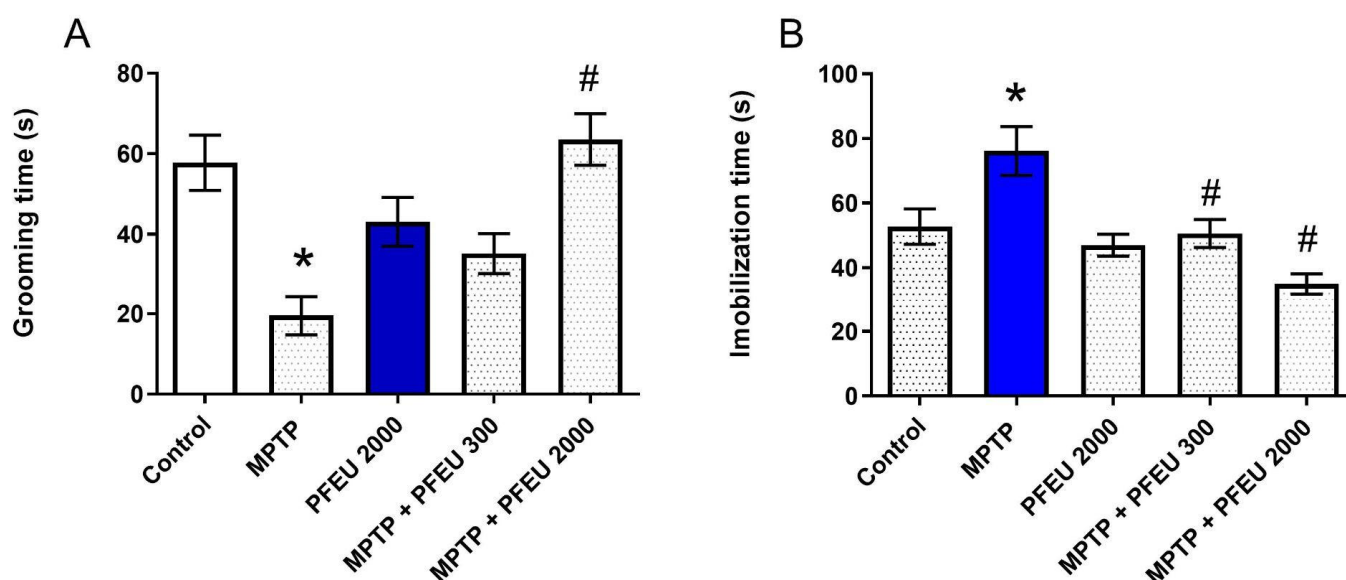 A
Grooming time (s)
80
60
40
20
0
*
#
Control
MPTP
PFEU 2000
MPTP + PFEU 300
MPTP + PFEU 2000
B
Imobilization time (s)
100
80
60
40
20
0
*
#
#
Control
MPTP
PFEU 2000
MPTP + PFEU 300
MPTP + PFEU 2000